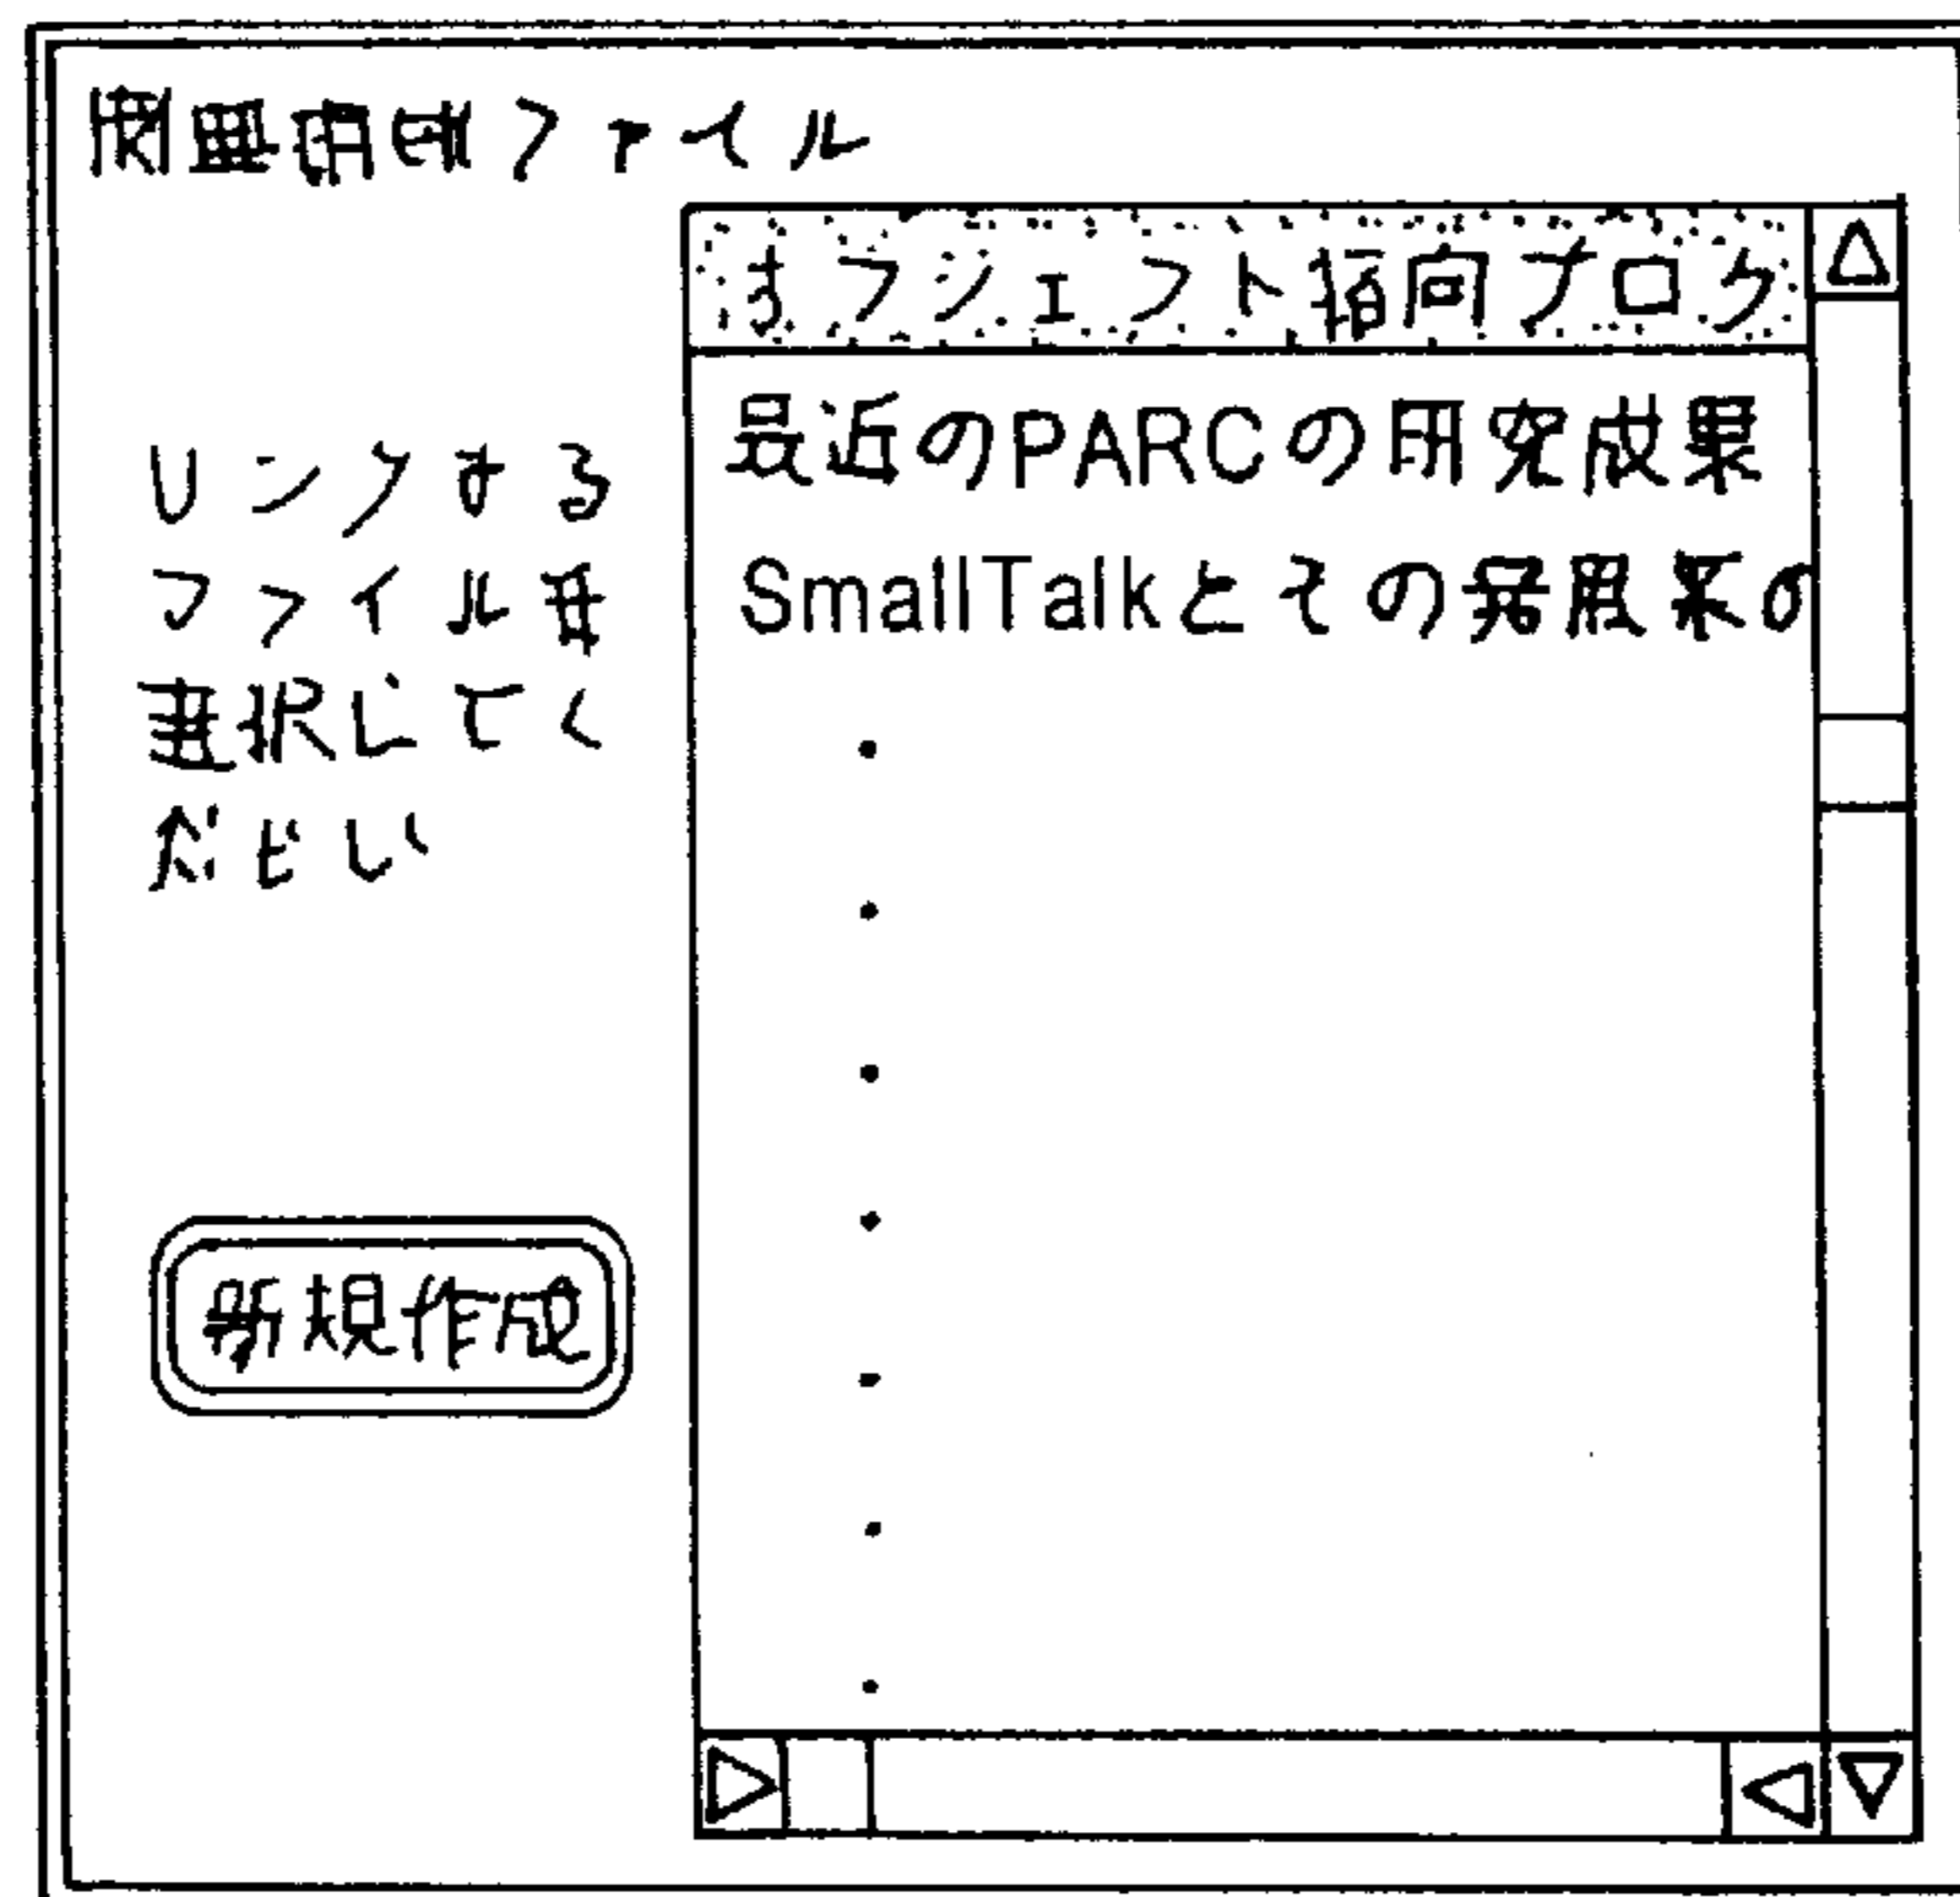 関連情報ファイル
リンクする
ファイルを
選択してく
ださい
新規作成
オブジェクト指向プログ
最近のPARCの研究成果
SmallTalkとその発展系の